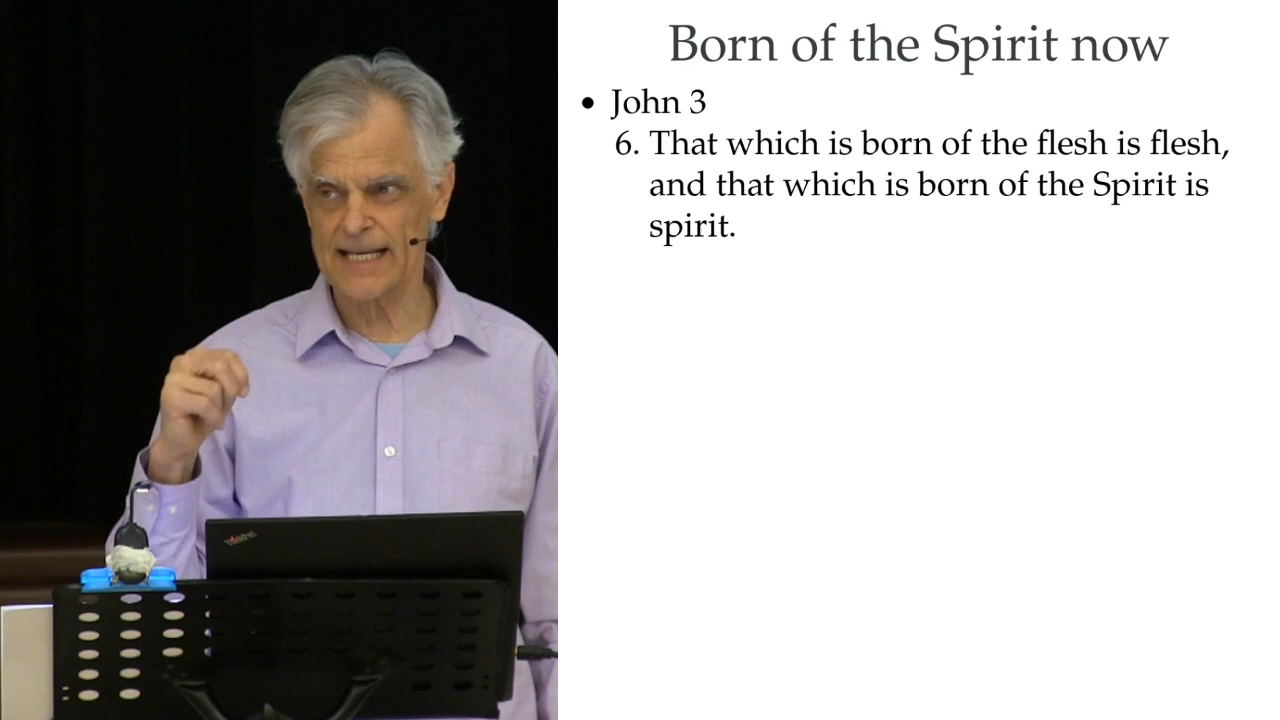 Born of the Spirit now
• John 3
6. That which is born of the flesh is flesh,
and that which is born of the Spirit is
spirit.
ThinkPad